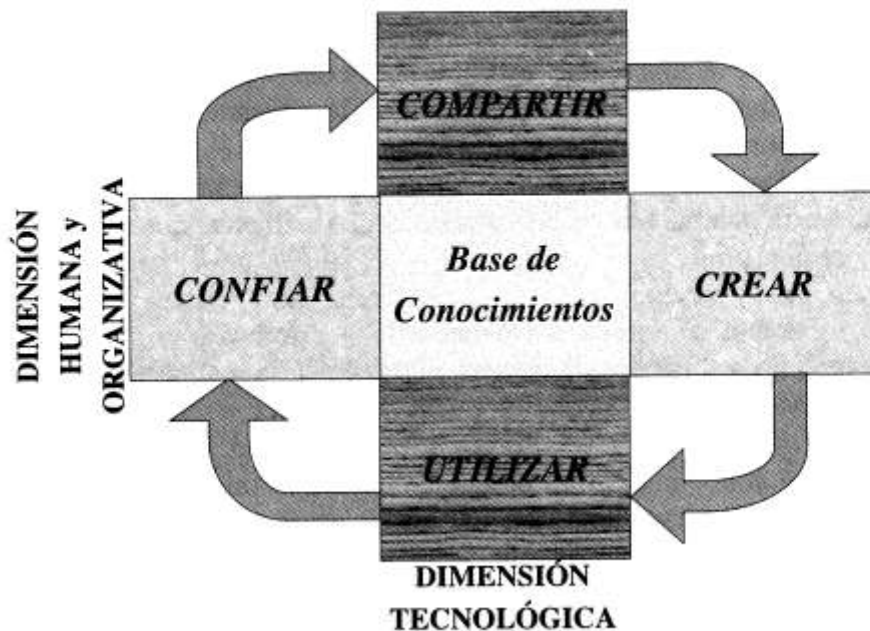 COMPARTIR
DIMENSIÓN
HUMANA y
ORGANIZATIVA
CONFIAR
Base de
Conocimientos
CREAR
UTILIZAR
DIMENSIÓN
TECNOLÓGICA